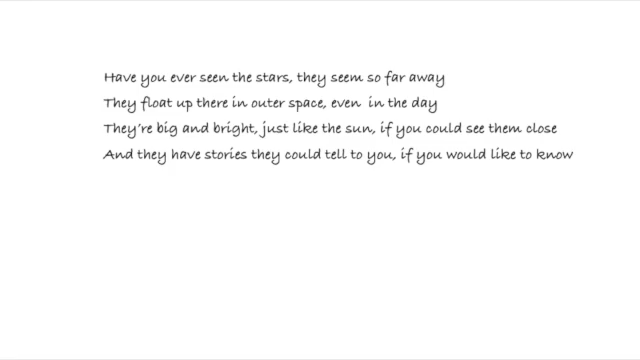 Have you ever seen the stars, they seem so far away
They float up there in outer space, even in the day
They're big and bright, just like the sun, if you could see them close
And they have stories they could tell to you, if you would like to know